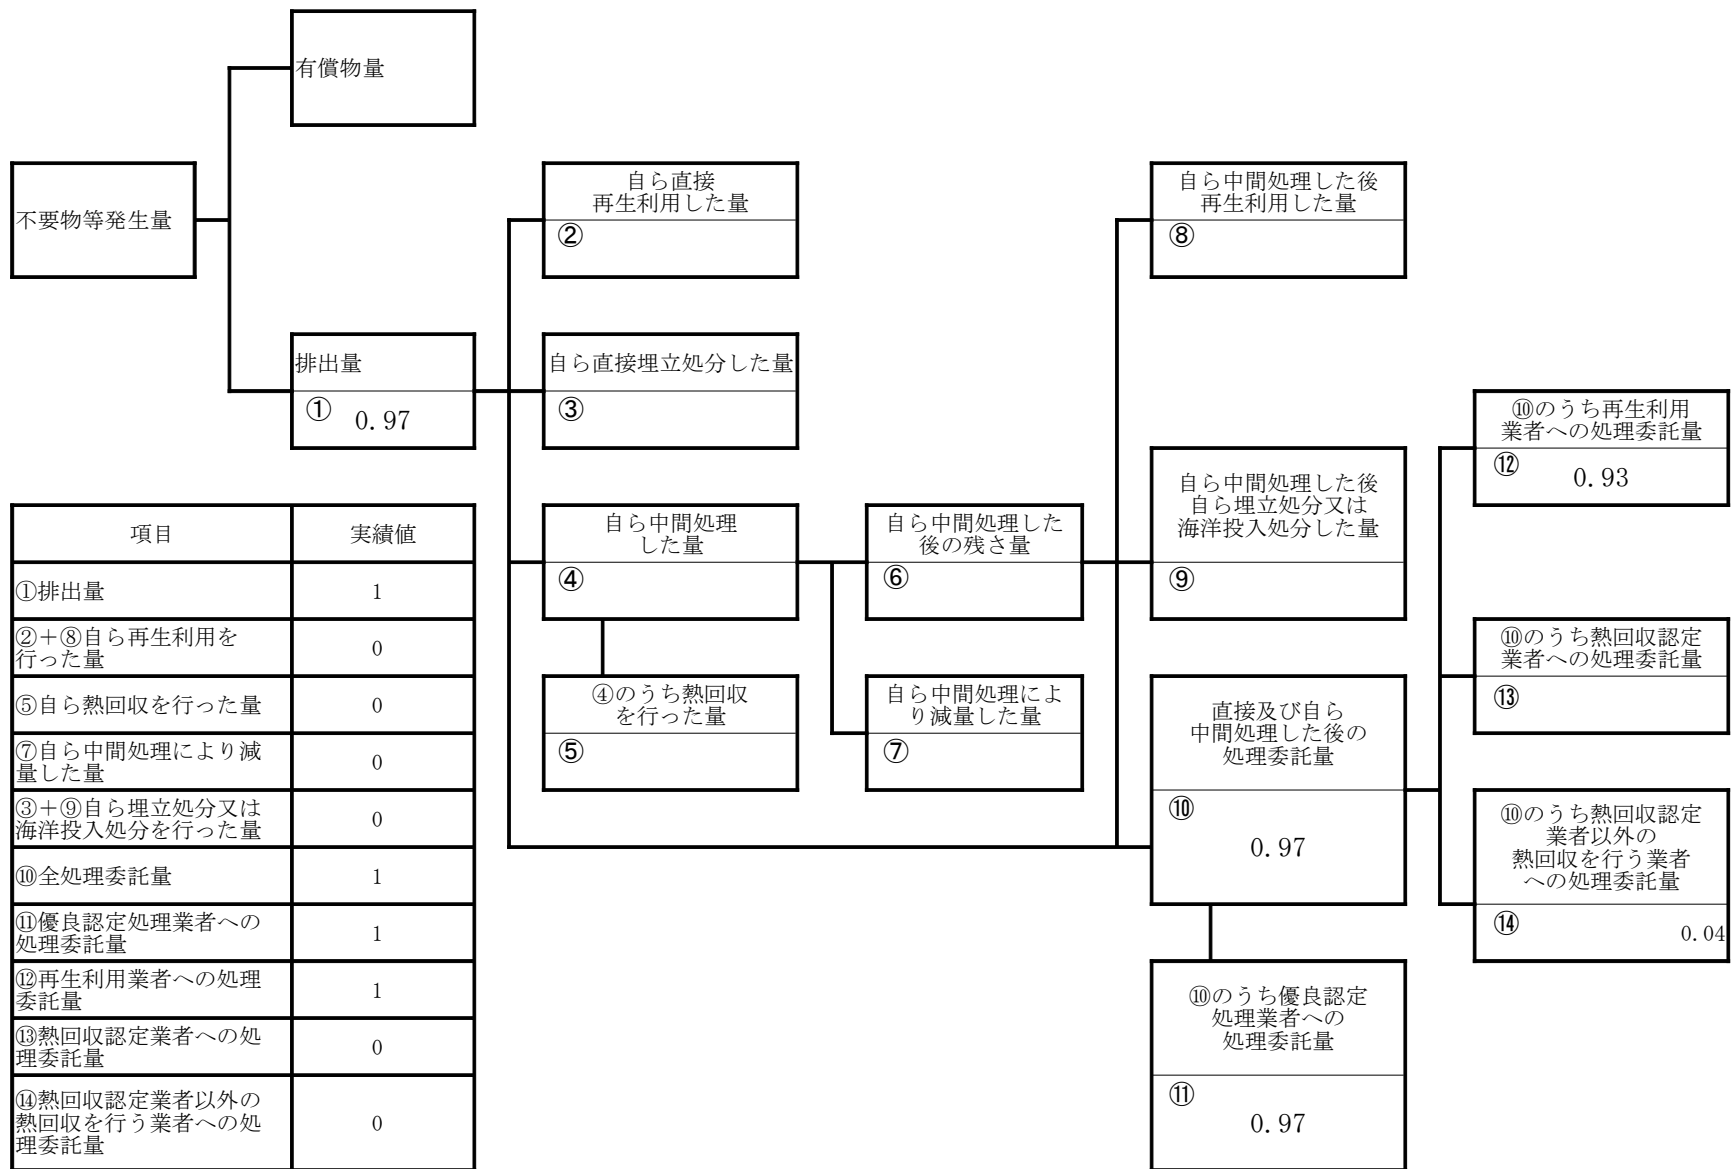 有償物量
不要物等発生量
自ら直接
再生利用した量
②
自ら中間処理した後
再生利用した量
⑧
排出量
① 0.97
自ら直接埋立処分した量
③
⑩のうち再生利用
業者への処理委託量
⑫ 0.93
自ら中間処理
した量
④
自ら中間処理した
後の残さ量
⑥
自ら中間処理した後
自ら埋立処分又は
海洋投入処分した量
⑨
⑩のうち熱回収認定
業者への処理委託量
⑬
④のうち熱回収
を行った量
⑤
自ら中間処理によ
り減量した量
⑦
直接及び自ら
中間処理した後の
処理委託量
⑩
0.97
⑩のうち熱回収認定
業者以外の
熱回収を行う業者
への処理委託量
⑭ 0.04
⑩のうち優良認定
処理業者への
処理委託量
⑪
0.97
項目 実績値
①排出量 1
②+⑧自ら再生利用を
行った量 0
⑤自ら熱回収を行った量 0
⑦自ら中間処理により減
量した量 0
③+⑨自ら埋立処分又は
海洋投入処分を行った量 0
⑩全処理委託量 1
⑪優良認定処理業者への
処理委託量 1
⑫再生利用業者への処理
委託量 1
⑬熱回収認定業者への処
理委託量 0
⑭熱回収認定業者以外の
熱回収を行う業者への処
理委託量 0